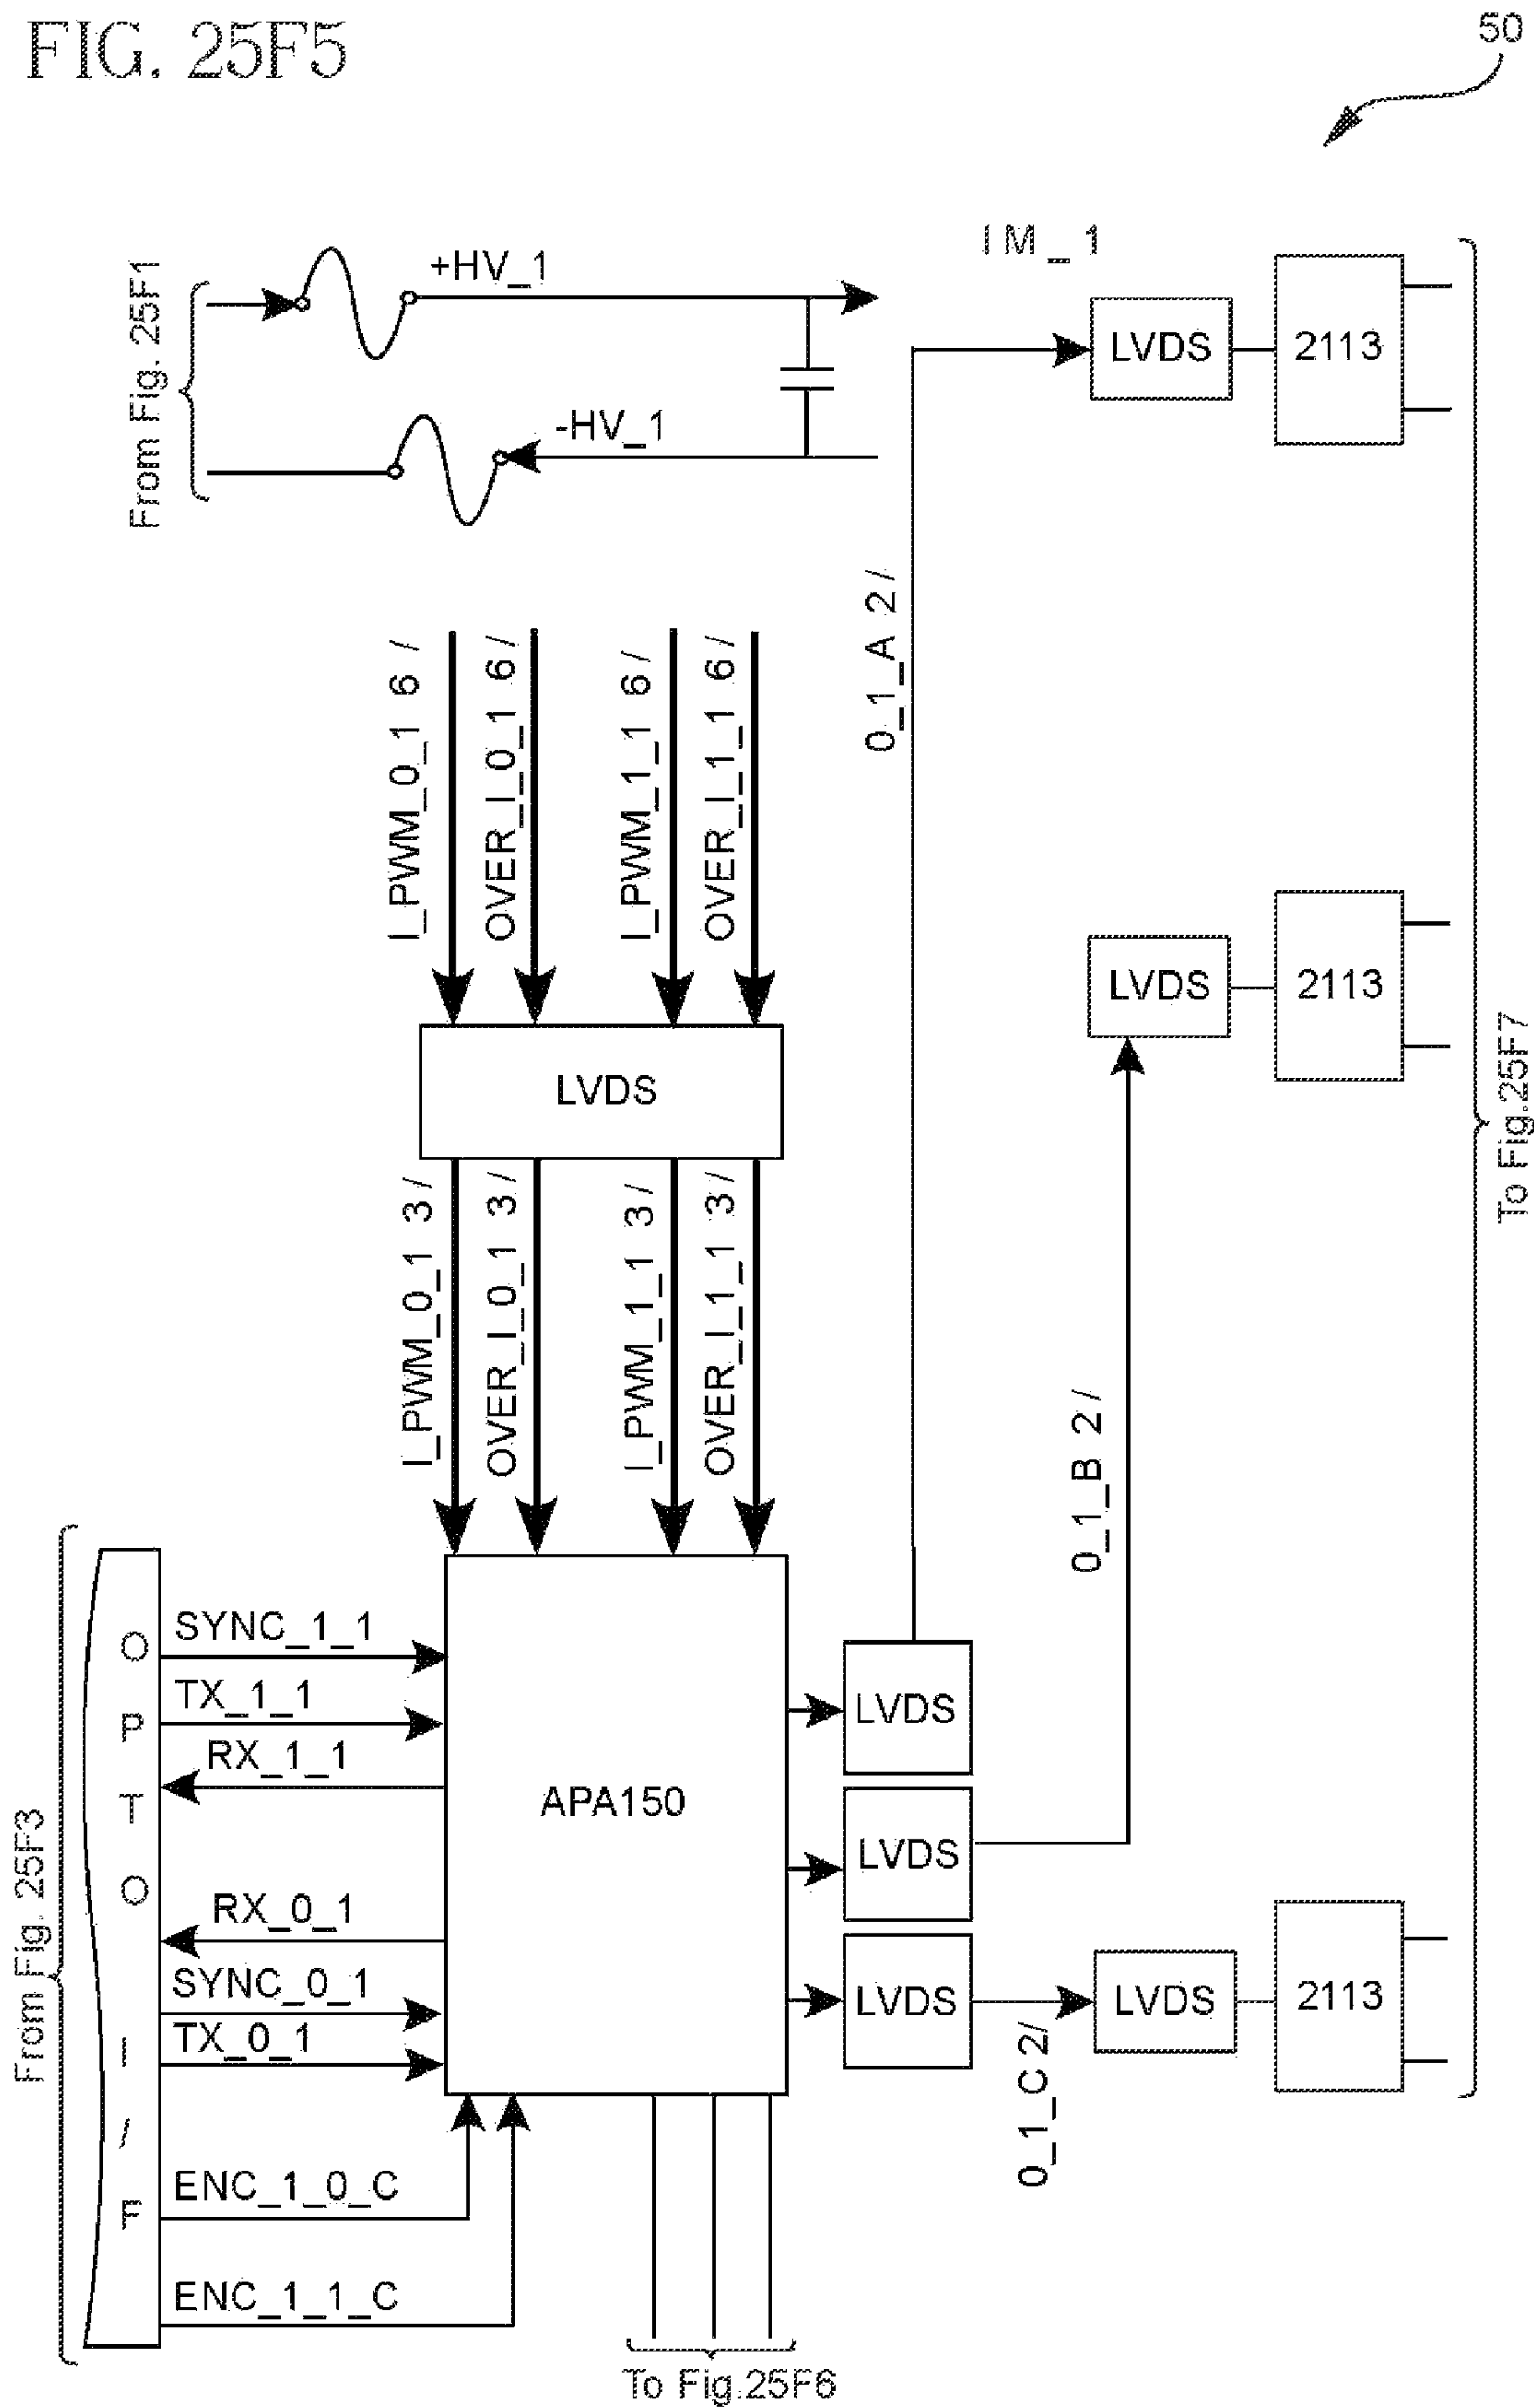 FIG. 25F5
50
From Fig. 25F1
+HV_1
-HV_1
IM_1
LVDS
2113
0_1_A 2/
I_PWM_0_1 6 /
OVER_I_0_1 6/
I_PWM_1_1 6/
OVER_I_1_1 6/
LVDS
LVDS
2113
To Fig.25F7
I_PWM_0_1 3/
OVER_I_0_1 3/
I_PWM_1_1 3/
OVER_I_1_1 3/
0_1_B 2/
From Fig. 25F3
OPTO I/F
SYNC_1_1
TX_1_1
RX_1_1
RX_0_1
SYNC_0_1
TX_0_1
ENC_1_0_C
ENC_1_1_C
APA150
LVDS
LVDS
LVDS
0_1_C 2/
LVDS
2113
To Fig.25F6